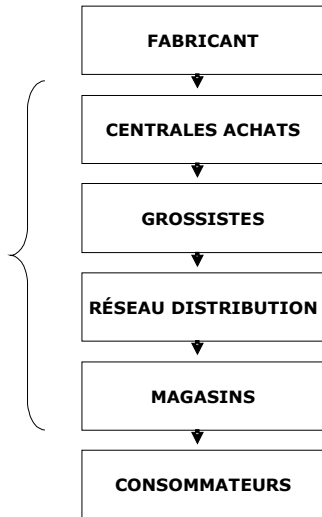 FABRICANT
CENTRALES ACHATS
GROSSISTES
RÉSEAU DISTRIBUTION
MAGASINS
CONSOMMATEURS